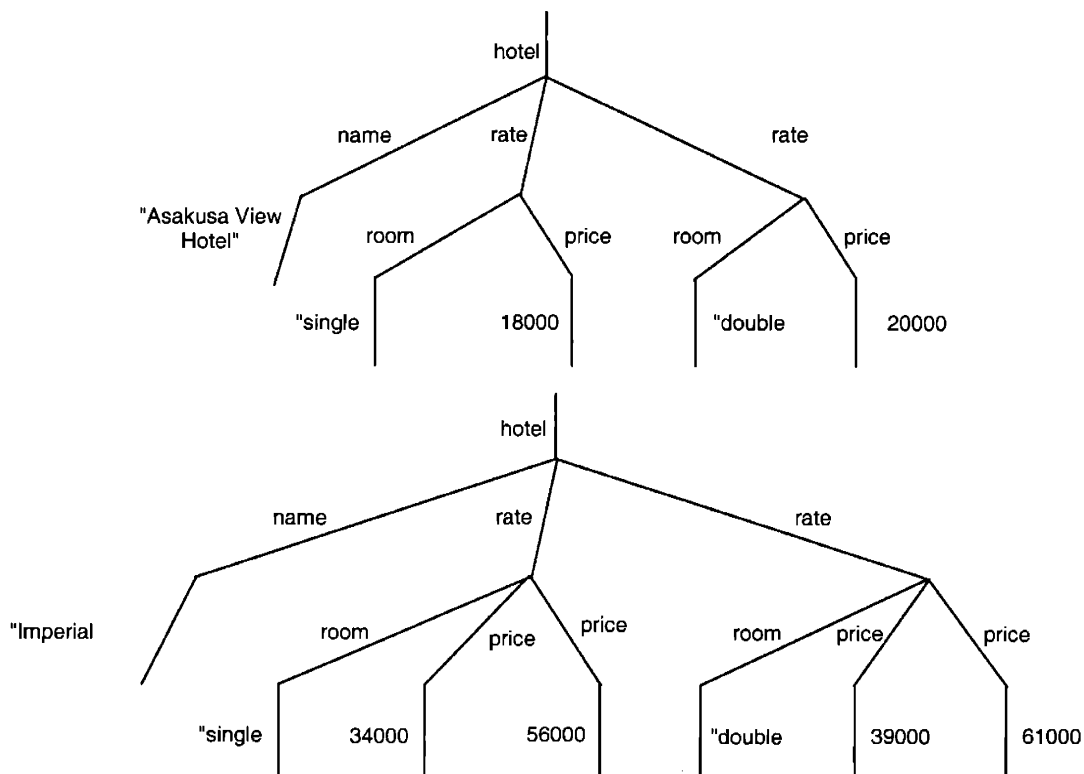 hotel
name rate rate
"Asakusa View
Hotel"
room price room price
"single 18000 "double 20000
hotel
name rate rate
"Imperial
room price price room price price
"single 34000 56000 "double 39000 61000